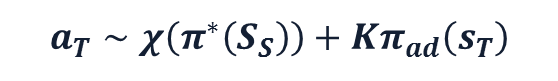 a_T ~ χ(π*(S_S)) + Kπ_ad(s_T)